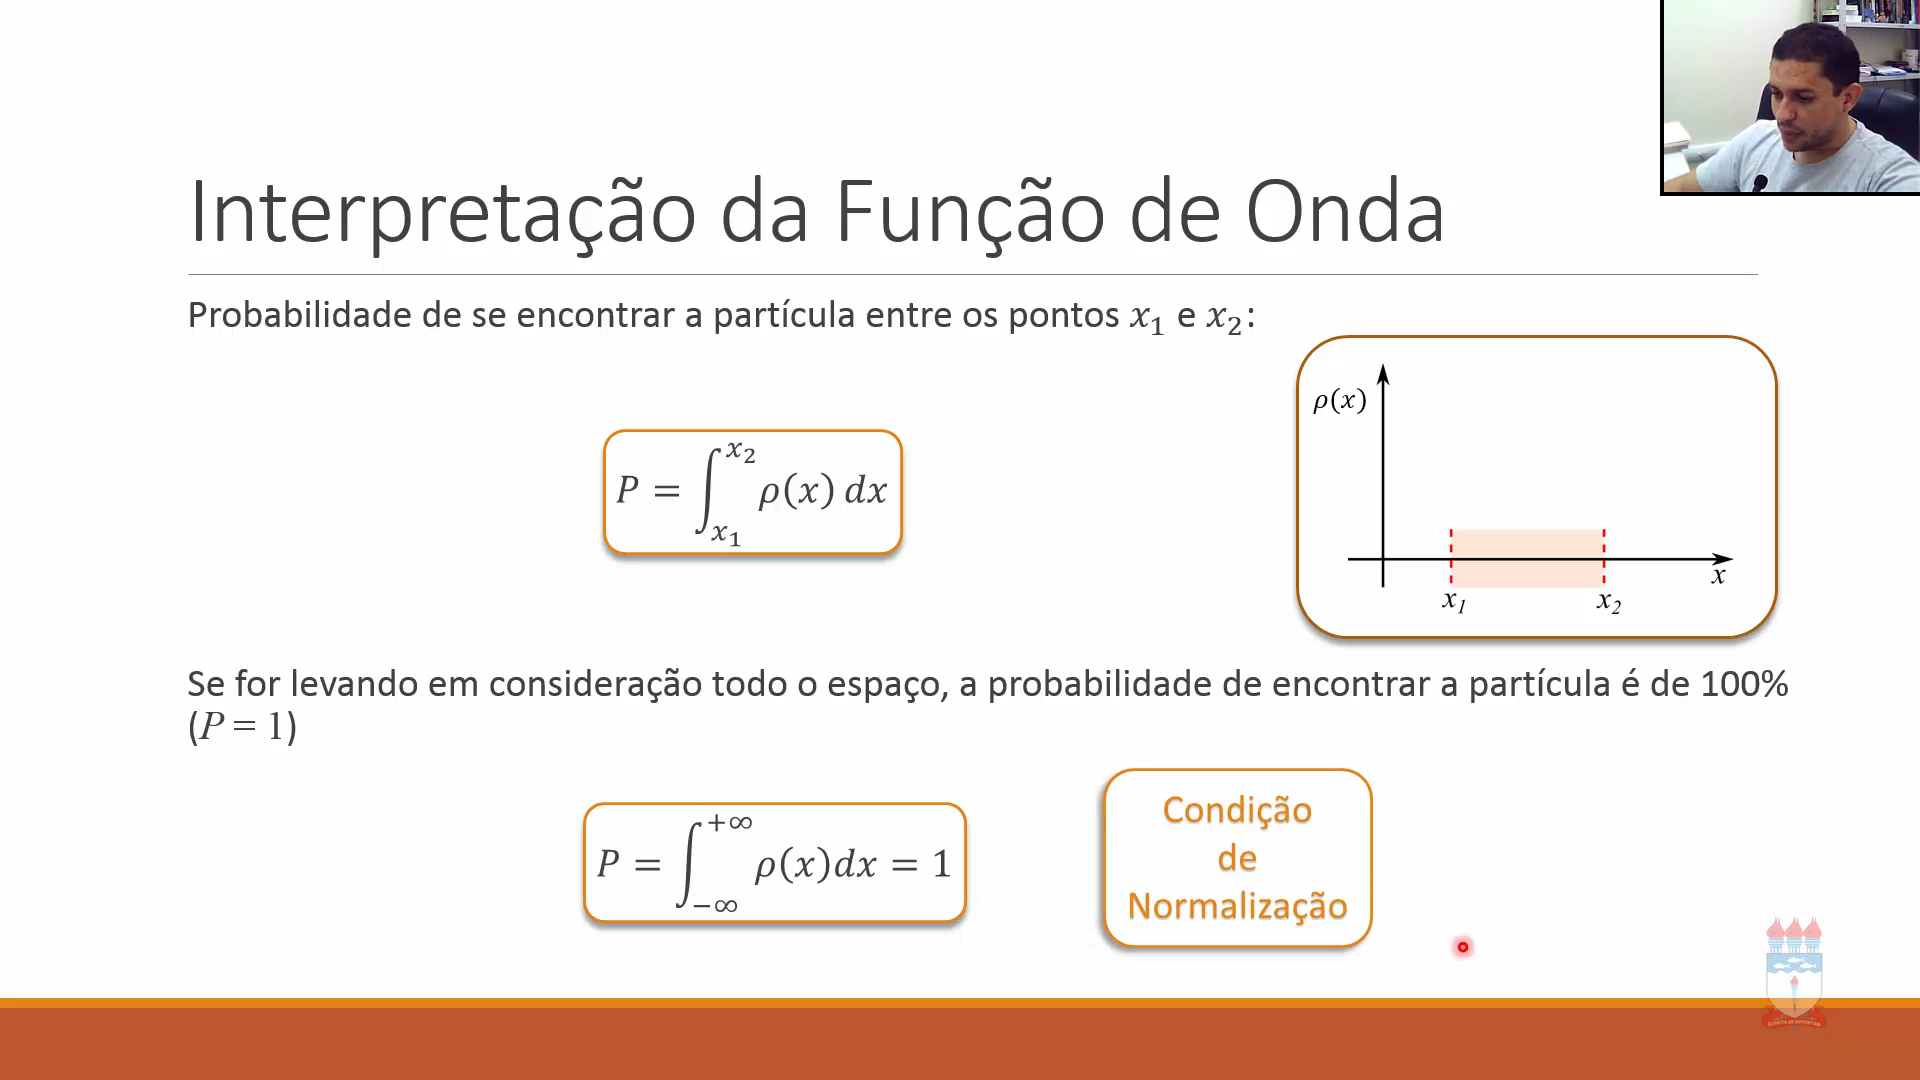 Interpretação da Função de Onda
Probabilidade de se encontrar a partícula entre os pontos x₁ e x₂:
P = ∫_{x₁}^{x₂} ρ(x) dx
ρ(x)
x
x₁ x₂
Se for levando em consideração todo o espaço, a probabilidade de encontrar a partícula é de 100%
(P = 1)
P = ∫_{−∞}^{+∞} ρ(x)dx = 1
Condição
de
Normalização